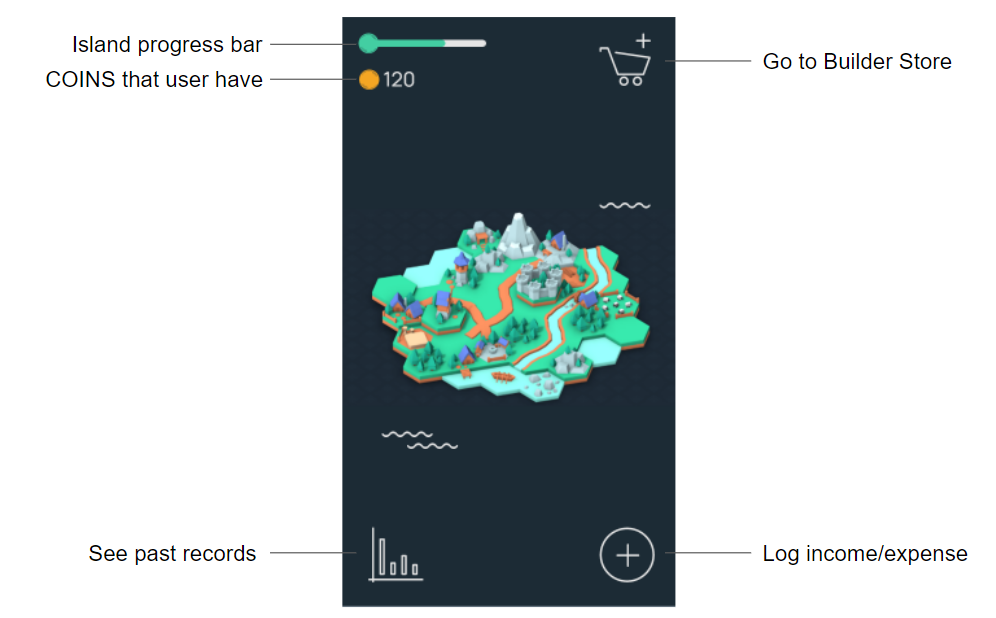 Island progress bar
COINS that user have
120
Go to Builder Store
See past records
Log income/expense